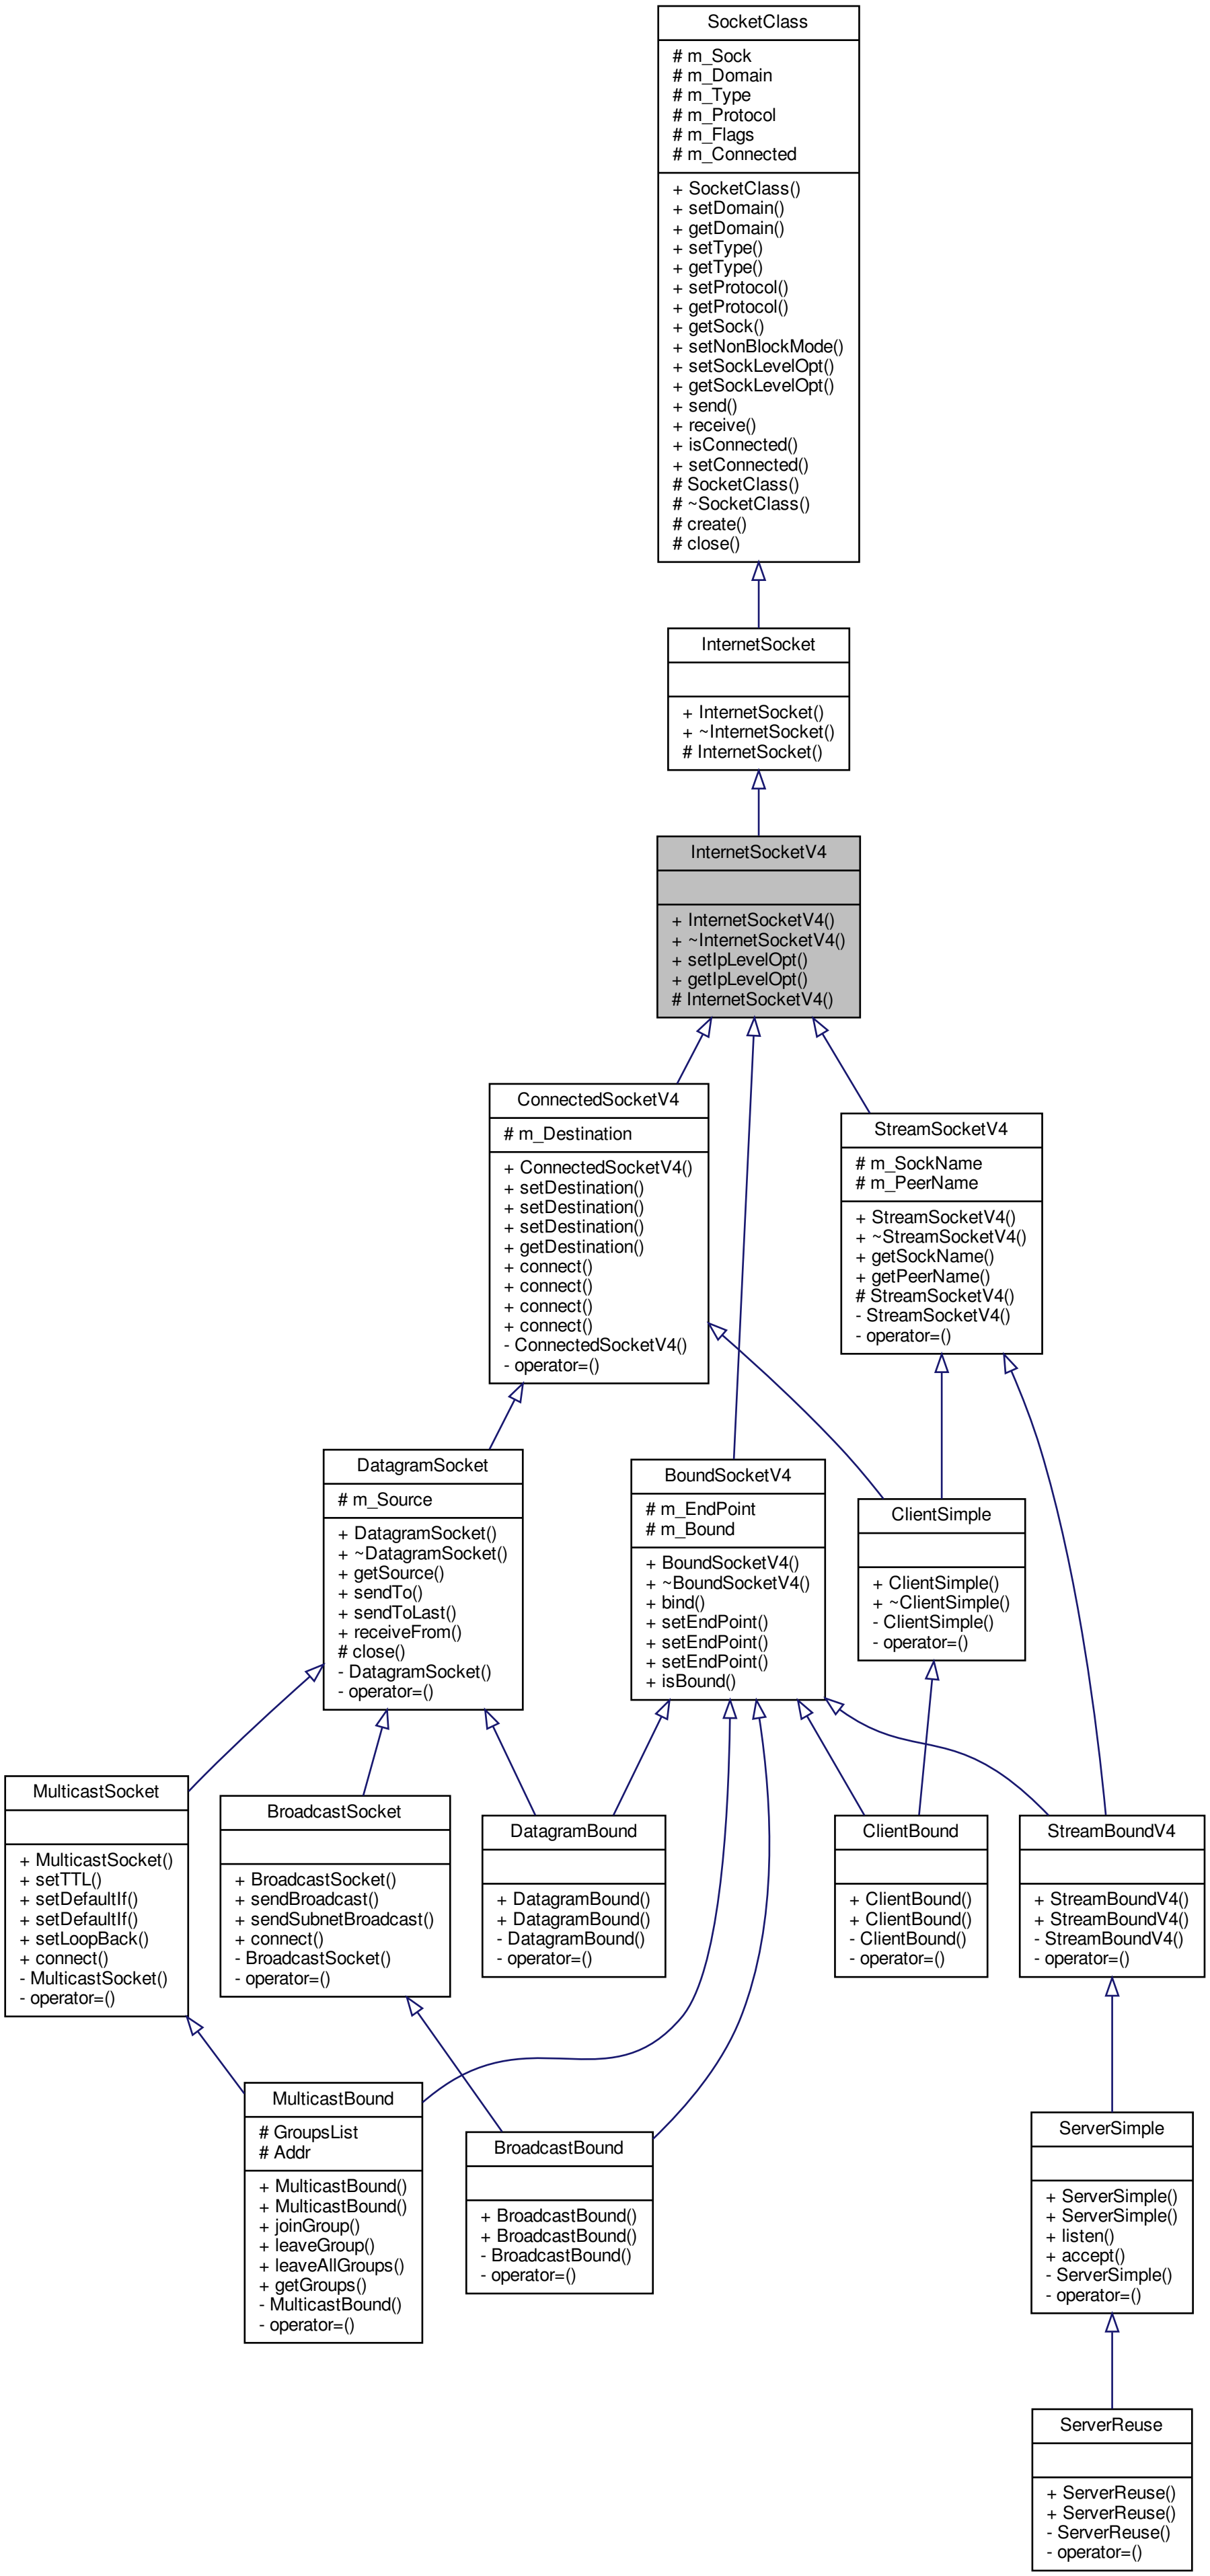 SocketClass
# m_Sock
# m_Domain
# m_Type
# m_Protocol
# m_Flags
# m_Connected
+ SocketClass()
+ setDomain()
+ getDomain()
+ setType()
+ getType()
+ setProtocol()
+ getProtocol()
+ getSock()
+ setNonBlockMode()
+ setSockLevelOpt()
+ getSockLevelOpt()
+ send()
+ receive()
+ isConnected()
+ setConnected()
# SocketClass()
# ~SocketClass()
# create()
# close()
InternetSocket
+ InternetSocket()
+ ~InternetSocket()
# InternetSocket()
InternetSocketV4
+ InternetSocketV4()
+ ~InternetSocketV4()
+ setIpLevelOpt()
+ getIpLevelOpt()
# InternetSocketV4()
ConnectedSocketV4
# m_Destination
+ ConnectedSocketV4()
+ setDestination()
+ setDestination()
+ setDestination()
+ getDestination()
+ connect()
+ connect()
+ connect()
+ connect()
- ConnectedSocketV4()
- operator=()
StreamSocketV4
# m_SockName
# m_PeerName
+ StreamSocketV4()
+ ~StreamSocketV4()
+ getSockName()
+ getPeerName()
# StreamSocketV4()
- StreamSocketV4()
- operator=()
DatagramSocket
# m_Source
+ DatagramSocket()
+ ~DatagramSocket()
+ getSource()
+ sendTo()
+ sendToLast()
+ receiveFrom()
# close()
- DatagramSocket()
- operator=()
BoundSocketV4
# m_EndPoint
# m_Bound
+ BoundSocketV4()
+ ~BoundSocketV4()
+ bind()
+ setEndPoint()
+ setEndPoint()
+ setEndPoint()
+ isBound()
ClientSimple
+ ClientSimple()
+ ~ClientSimple()
- ClientSimple()
- operator=()
MulticastSocket
+ MulticastSocket()
+ setTTL()
+ setDefaultIf()
+ setDefaultIf()
+ setLoopBack()
+ connect()
- MulticastSocket()
- operator=()
BroadcastSocket
+ BroadcastSocket()
+ sendBroadcast()
+ sendSubnetBroadcast()
+ connect()
- BroadcastSocket()
- operator=()
DatagramBound
+ DatagramBound()
+ DatagramBound()
- DatagramBound()
- operator=()
ClientBound
+ ClientBound()
+ ClientBound()
- ClientBound()
- operator=()
StreamBoundV4
+ StreamBoundV4()
+ StreamBoundV4()
- StreamBoundV4()
- operator=()
MulticastBound
# GroupsList
# Addr
+ MulticastBound()
+ MulticastBound()
+ joinGroup()
+ leaveGroup()
+ leaveAllGroups()
+ getGroups()
- MulticastBound()
- operator=()
BroadcastBound
+ BroadcastBound()
+ BroadcastBound()
- BroadcastBound()
- operator=()
ServerSimple
+ ServerSimple()
+ ServerSimple()
+ listen()
+ accept()
- ServerSimple()
- operator=()
ServerReuse
+ ServerReuse()
+ ServerReuse()
- ServerReuse()
- operator=()